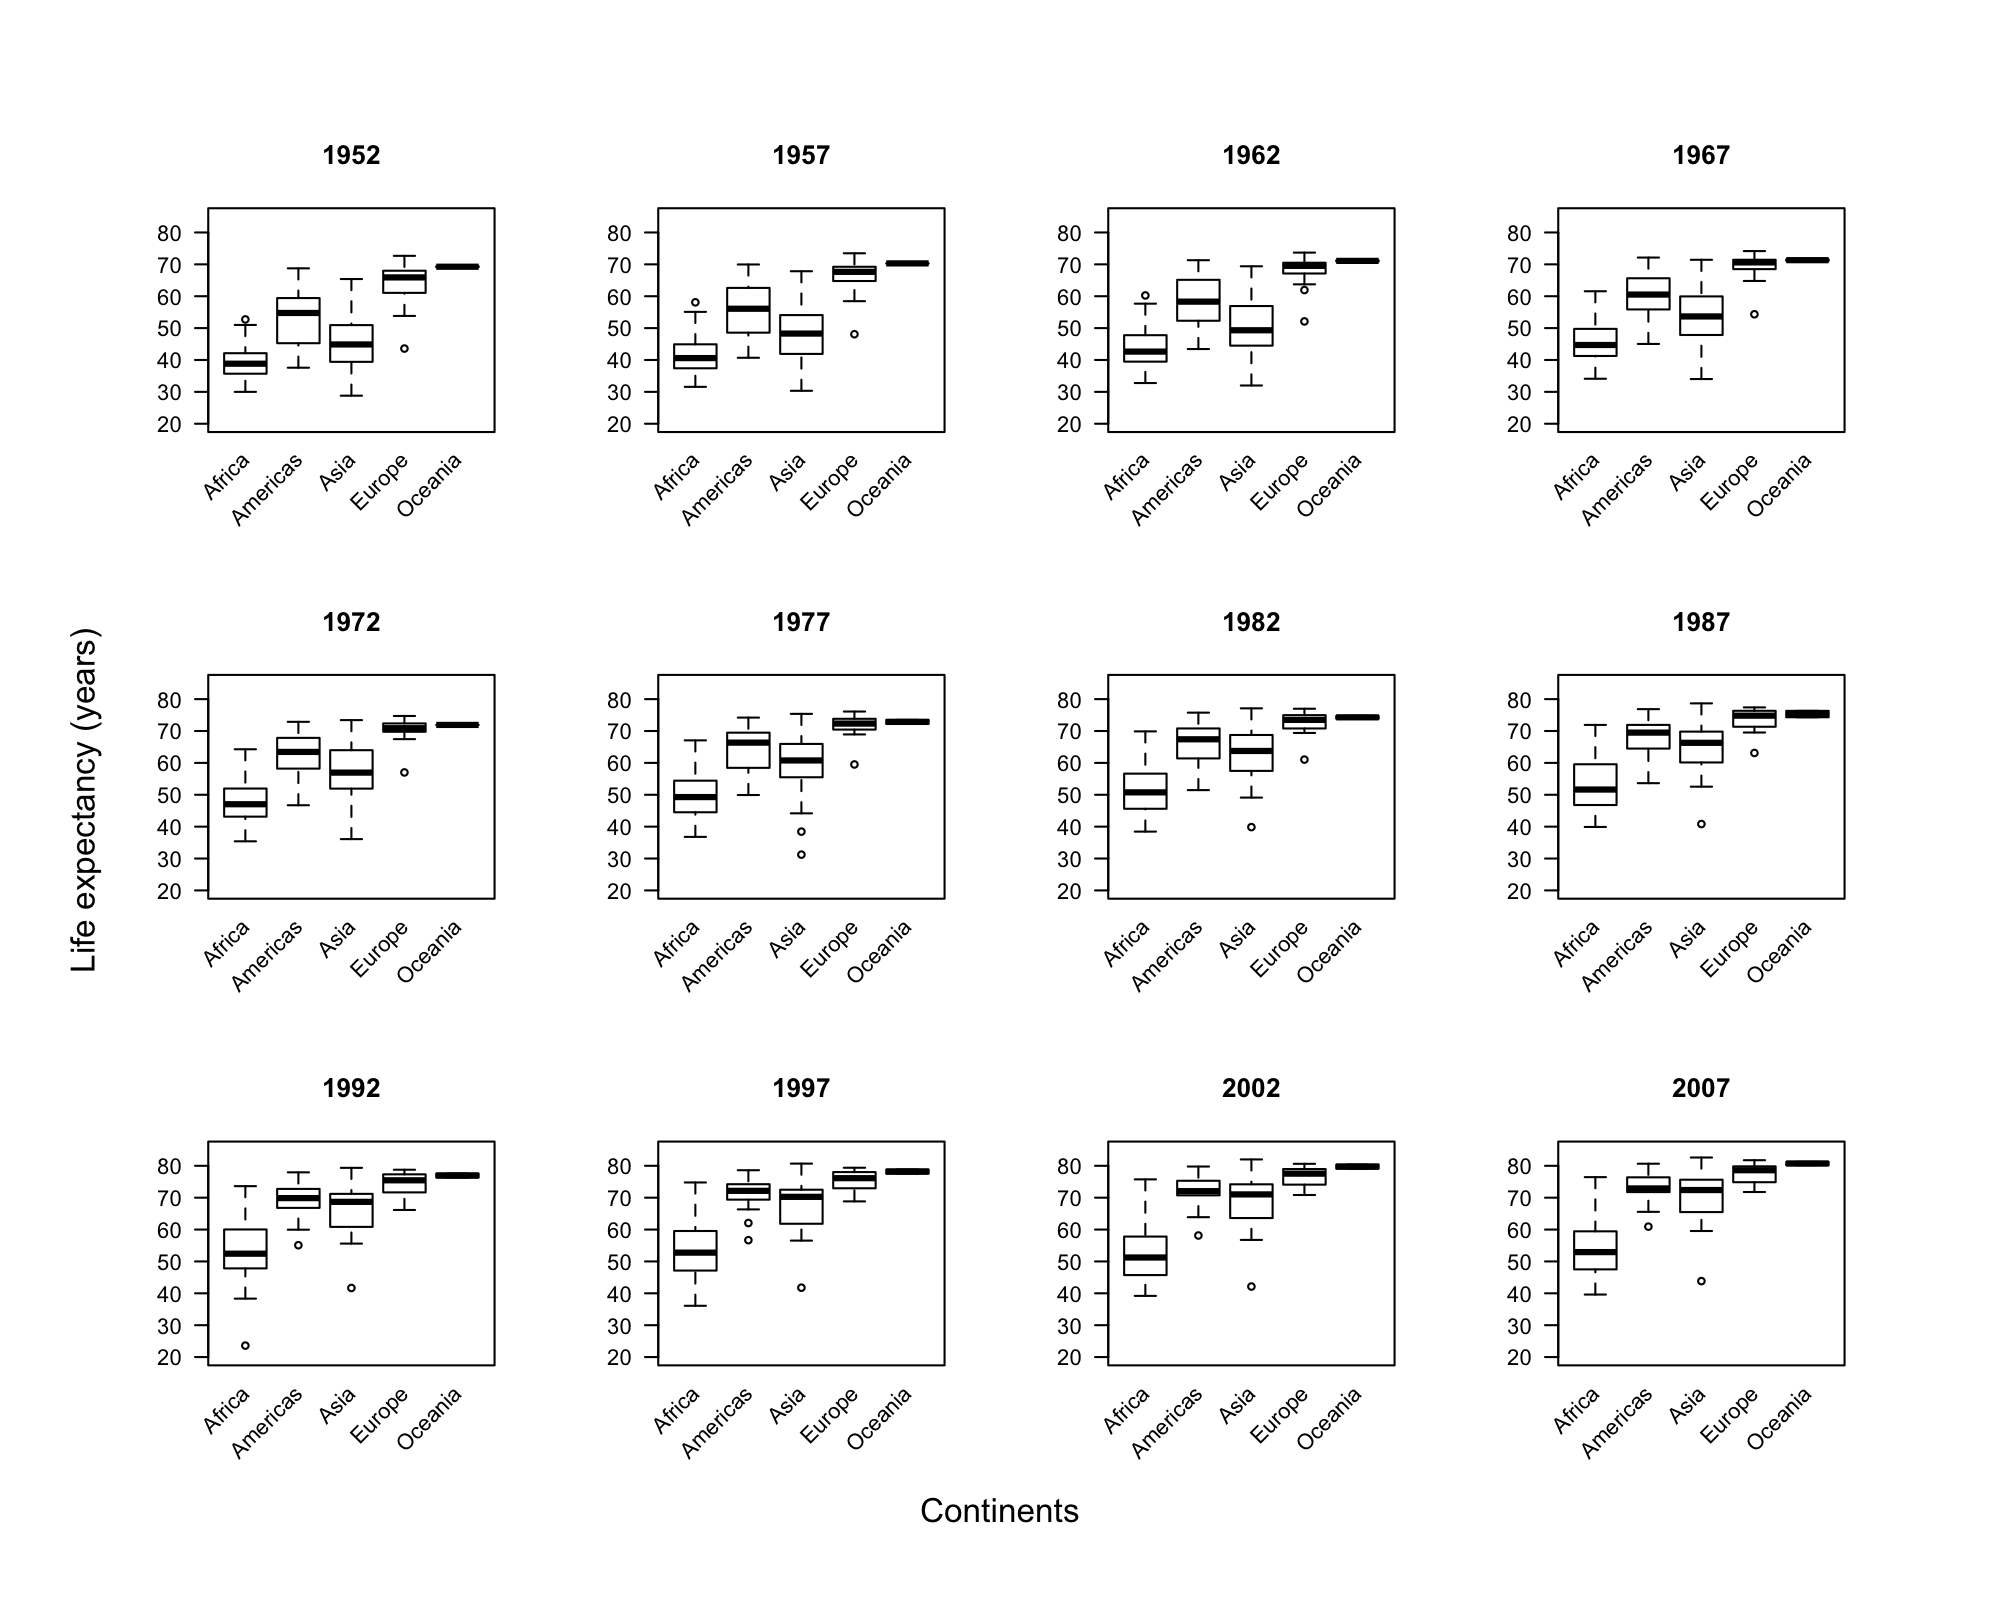 1952 1957 1962 1967
80 80 80 80
70 70 70 70
60 60 60 60
50 50 50 50
40 40 40 40
30 30 30 30
20 20 20 20
Africa Americas Asia Europe Oceania Africa Americas Asia Europe Oceania Africa Americas Asia Europe Oceania Africa Americas Asia Europe Oceania
Life expectancy (years)
1972 1977 1982 1987
80 80 80 80
70 70 70 70
60 60 60 60
50 50 50 50
40 40 40 40
30 30 30 30
20 20 20 20
Africa Americas Asia Europe Oceania Africa Americas Asia Europe Oceania Africa Americas Asia Europe Oceania Africa Americas Asia Europe Oceania
1992 1997 2002 2007
80 80 80 80
70 70 70 70
60 60 60 60
50 50 50 50
40 40 40 40
30 30 30 30
20 20 20 20
Africa Americas Asia Europe Oceania Africa Americas Asia Europe Oceania Africa Americas Asia Europe Oceania Africa Americas Asia Europe Oceania
Continents